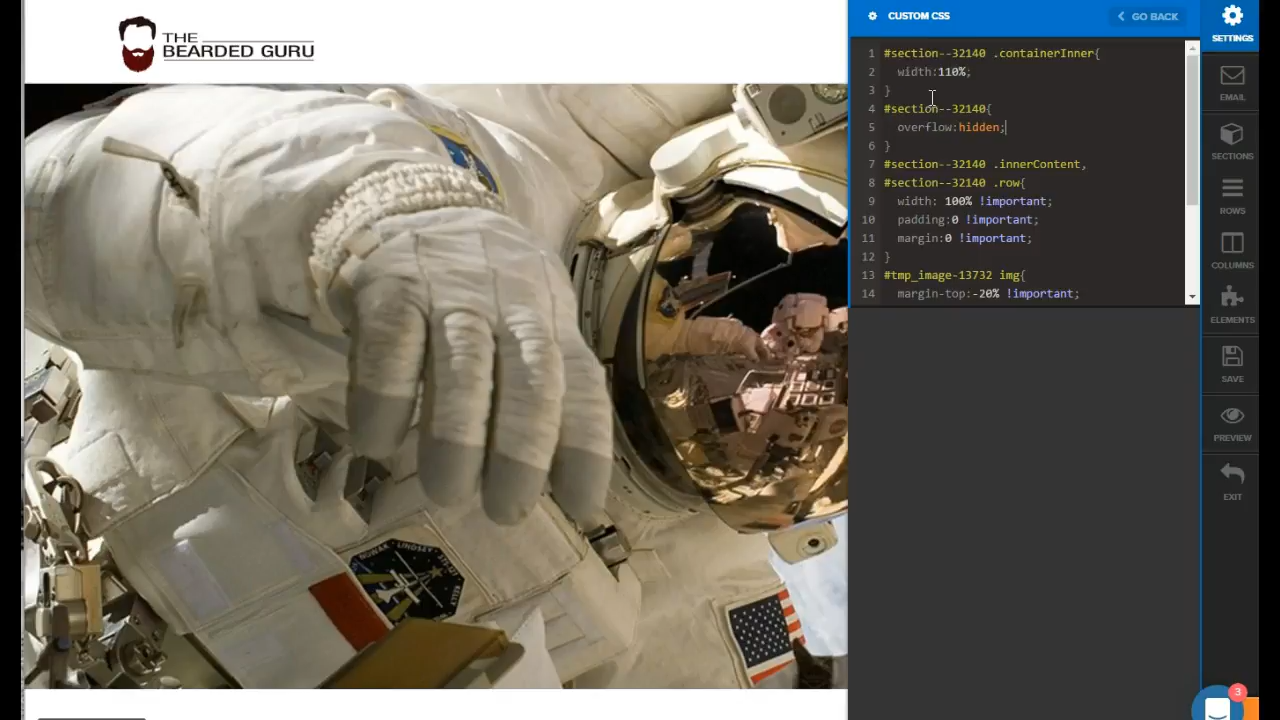 THE
BEARDED GURU
CUSTOM CSS
GO BACK
1 #section--32140 .containerInner{
2 width:110%;
3 }
4 #section--32140{
5 overflow:hidden;
6 }
7 #section--32140 .innerContent,
8 #section--32140 .row{
9 width: 100% !important;
10 padding:0 !important;
11 margin:0 !important;
12 }
13 #tmp_image-13732 img{
14 margin-top:-20% !important;
SETTINGS
EMAIL
SECTIONS
ROWS
COLUMNS
ELEMENTS
SAVE
PREVIEW
EXIT
3
NOWAK · LINDSEY
KELLY